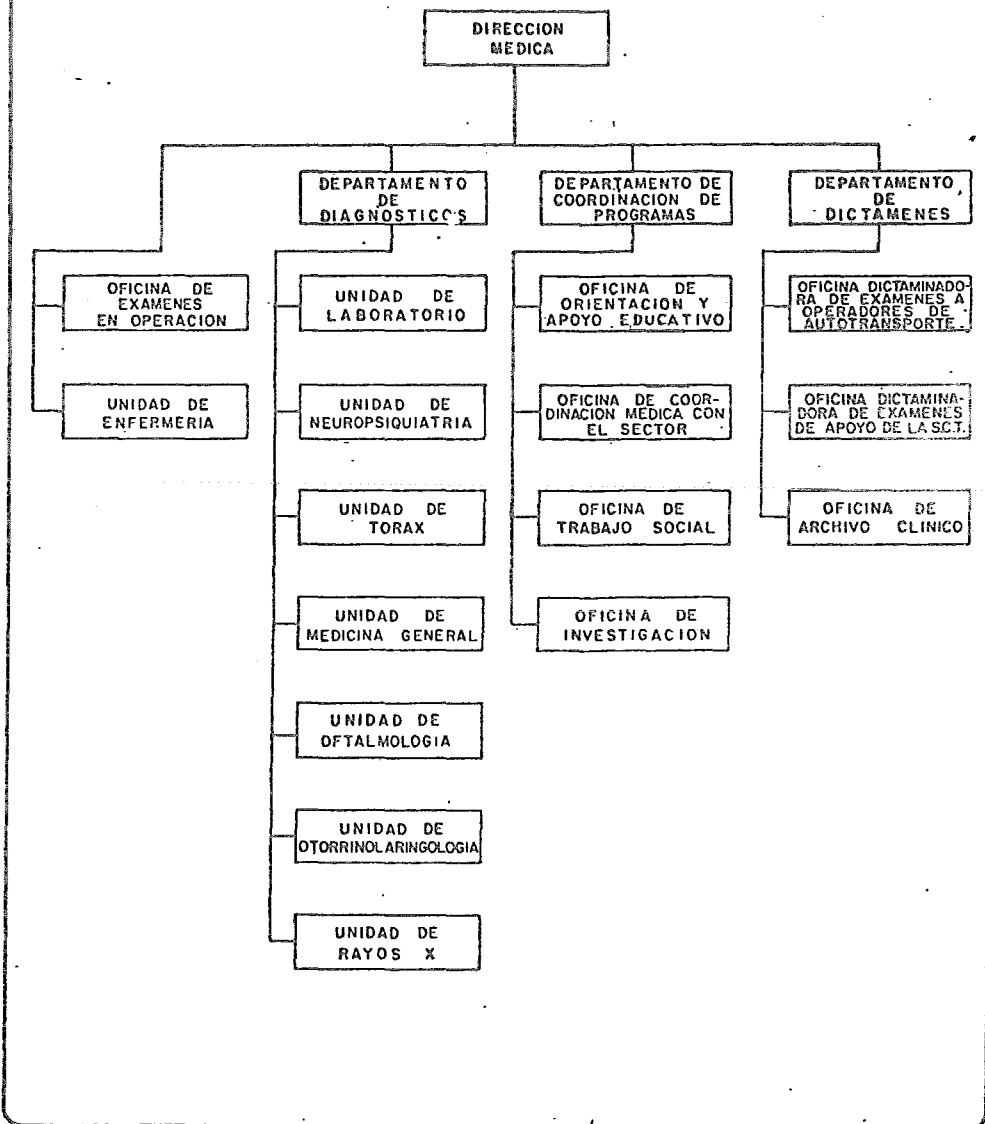 DIRECCION
MEDICA
DEPARTAMENTO
DE
DIAGNOSTICOS
DEPARTAMENTO DE
COORDINACION DE
PROGRAMAS
DEPARTAMENTO
DE
DICTAMENES
OFICINA DE
EXAMENES
EN OPERACION
UNIDAD DE
ENFERMERIA
UNIDAD DE
LABORATORIO
UNIDAD DE
NEUROPSIQUIATRIA
UNIDAD DE
TORAX
UNIDAD DE
MEDICINA GENERAL
UNIDAD DE
OFTALMOLOGIA
UNIDAD DE
OTORRINOLARINGOLOGIA
UNIDAD DE
RAYOS X
OFICINA DE
ORIENTACION Y
APOYO EDUCATIVO
OFICINA DE COOR-
DINACION MEDICA CON
EL SECTOR
OFICINA DE
TRABAJO SOCIAL
OFICINA DE
INVESTIGACION
OFICINA DICTAMINADO-
RA DE EXAMENES A
OPERADORES DE
AUTOTRANSPORTE.
OFICINA DICTAMINA-
DORA DE EXAMENES
DE APOYO DE LA S.C.T.
OFICINA DE
ARCHIVO CLINICO